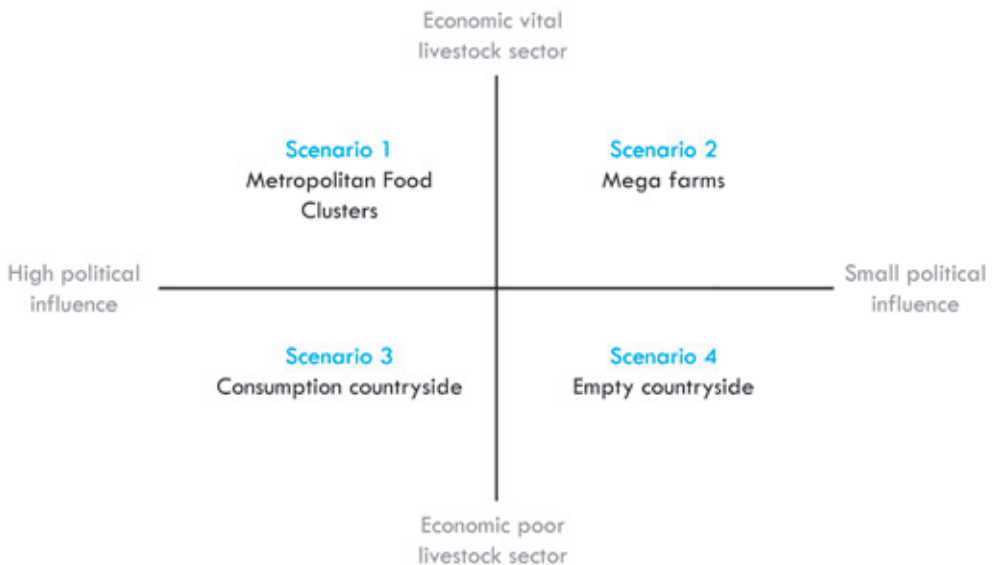 Economic vital
livestock sector
Scenario 1
Metropolitan Food
Clusters
Scenario 2
Mega farms
High political
influence
Small political
influence
Scenario 3
Consumption countryside
Scenario 4
Empty countryside
Economic poor
livestock sector